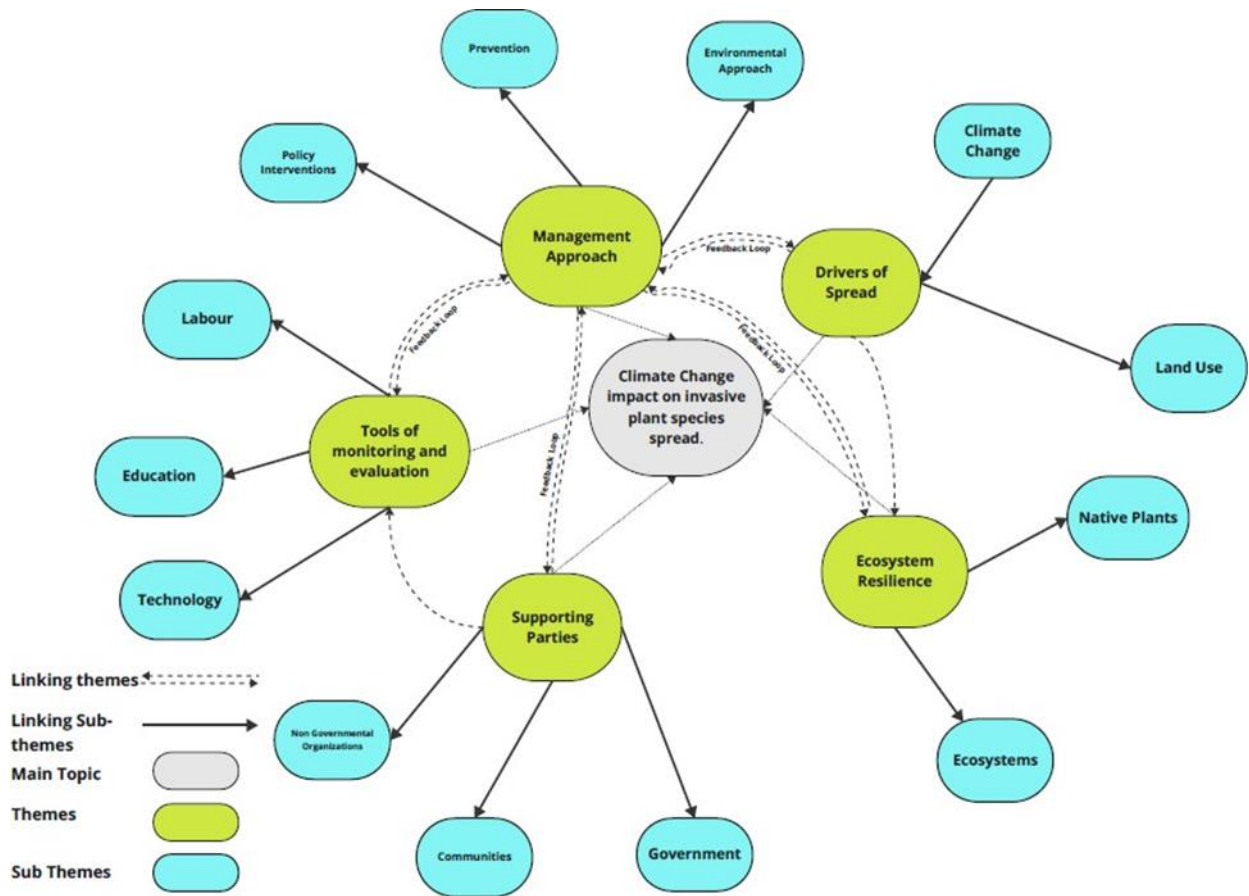 Prevention
Environmental
Approach
Climate
Change
Policy
Interventions
Management
Approach
Feedback Loop
Drivers of
Spread
Labour
Feedback Loop
Feedback Loop
Land Use
Climate Change
impact on invasive
plant species
spread.
Tools of
monitoring and
evaluation
Education
Feedback Loop
Native Plants
Ecosystem
Resilience
Technology
Supporting
Parties
Linking themes
Linking Sub-
themes
Non Governmental
Organizations
Ecosystems
Main Topic
Themes
Communities
Government
Sub Themes